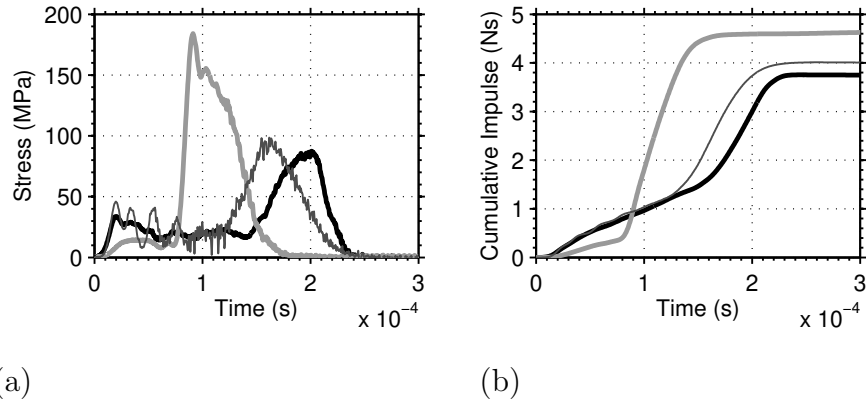 200
150
100
50
0
Stress (MPa)
0 1 2 3
Time (s)
x 10⁻⁴
5
4
3
2
1
0
Cumulative Impulse (Ns)
0 1 2 3
Time (s)
x 10⁻⁴
a)
(b)